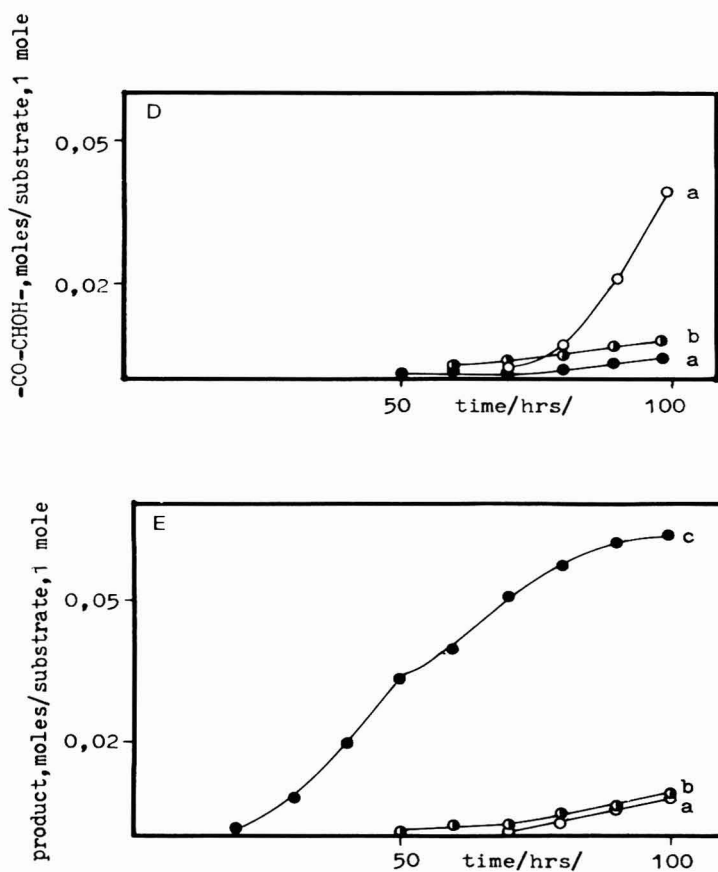 -CO-CHOH-,moles/substrate,1 mole
D
0,05
0,02
a
b
a
50 time/hrs/ 100
product,moles/substrate,1 mole
E
0,05
0,02
c
b
a
50 time/hrs/ 100